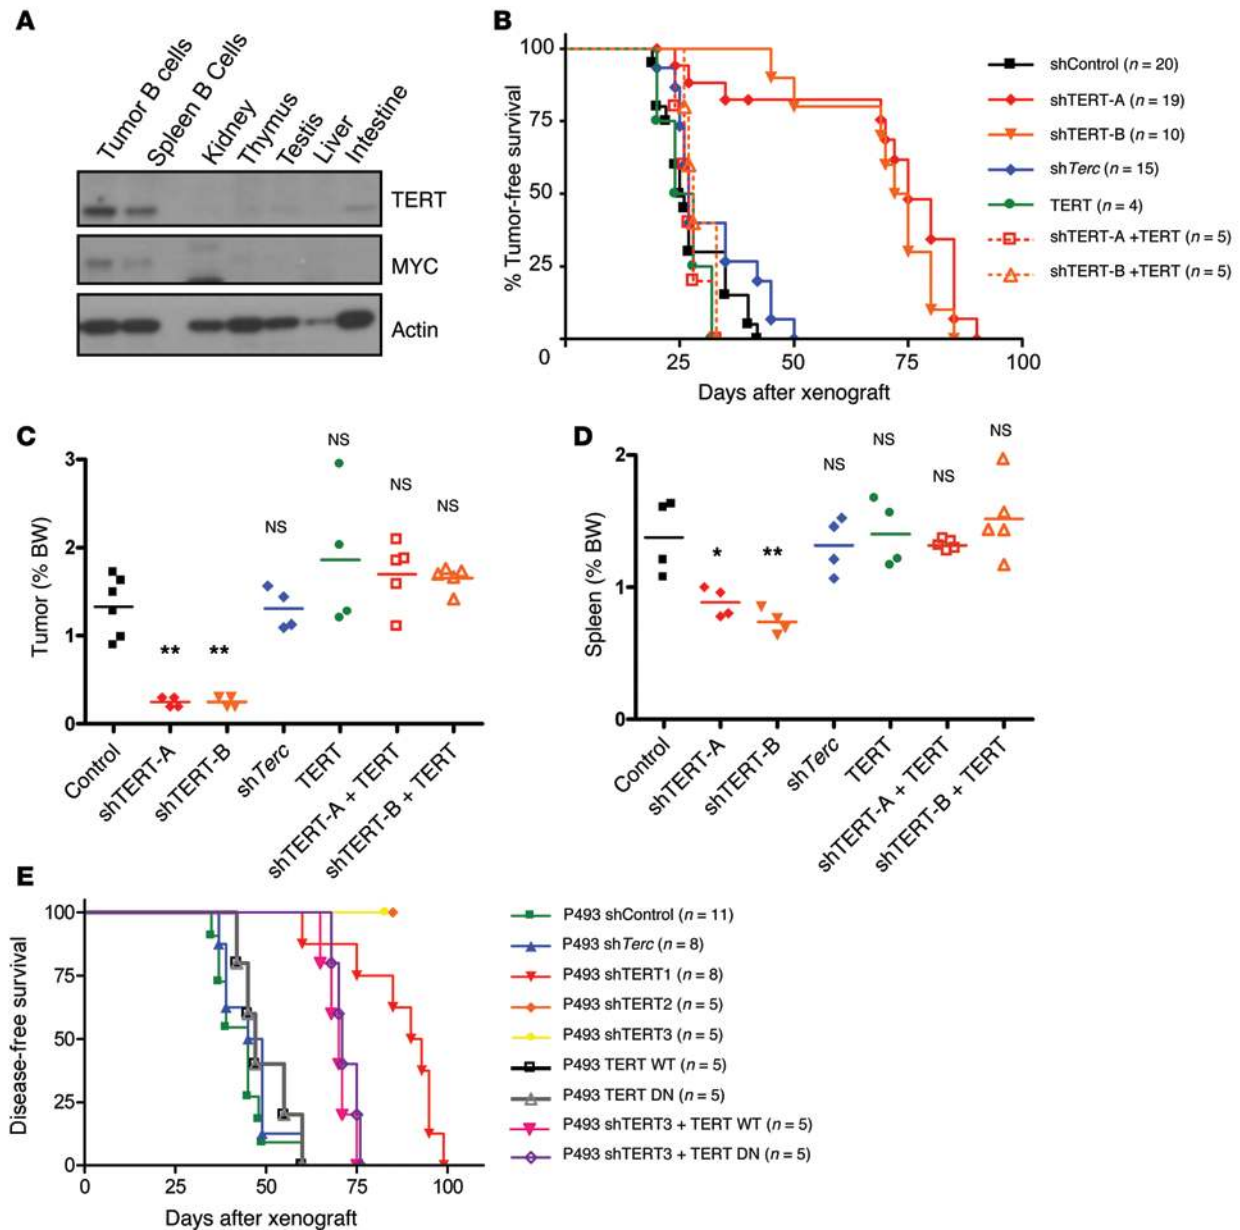 A
Tumor B cells
Spleen B Cells
Kidney
Thymus
Testis
Liver
Intestine
TERT
MYC
Actin
B
% Tumor-free survival
100
75
50
25
0
25
50
75
100
Days after xenograft
shControl (n = 20)
shTERT-A (n = 19)
shTERT-B (n = 10)
shTerc (n = 15)
TERT (n = 4)
shTERT-A +TERT (n = 5)
shTERT-B +TERT (n = 5)
C
Tumor (% BW)
3
2
1
0
**
**
NS
NS
NS
NS
Control
shTERT-A
shTERT-B
shTerc
TERT
shTERT-A + TERT
shTERT-B + TERT
D
Spleen (% BW)
2
1
0
*
**
NS
NS
NS
NS
Control
shTERT-A
shTERT-B
shTerc
TERT
shTERT-A + TERT
shTERT-B + TERT
E
Disease-free survival
100
75
50
25
0
0
25
50
75
100
Days after xenograft
P493 shControl (n = 11)
P493 shTerc (n = 8)
P493 shTERT1 (n = 8)
P493 shTERT2 (n = 5)
P493 shTERT3 (n = 5)
P493 TERT WT (n = 5)
P493 TERT DN (n = 5)
P493 shTERT3 + TERT WT (n = 5)
P493 shTERT3 + TERT DN (n = 5)